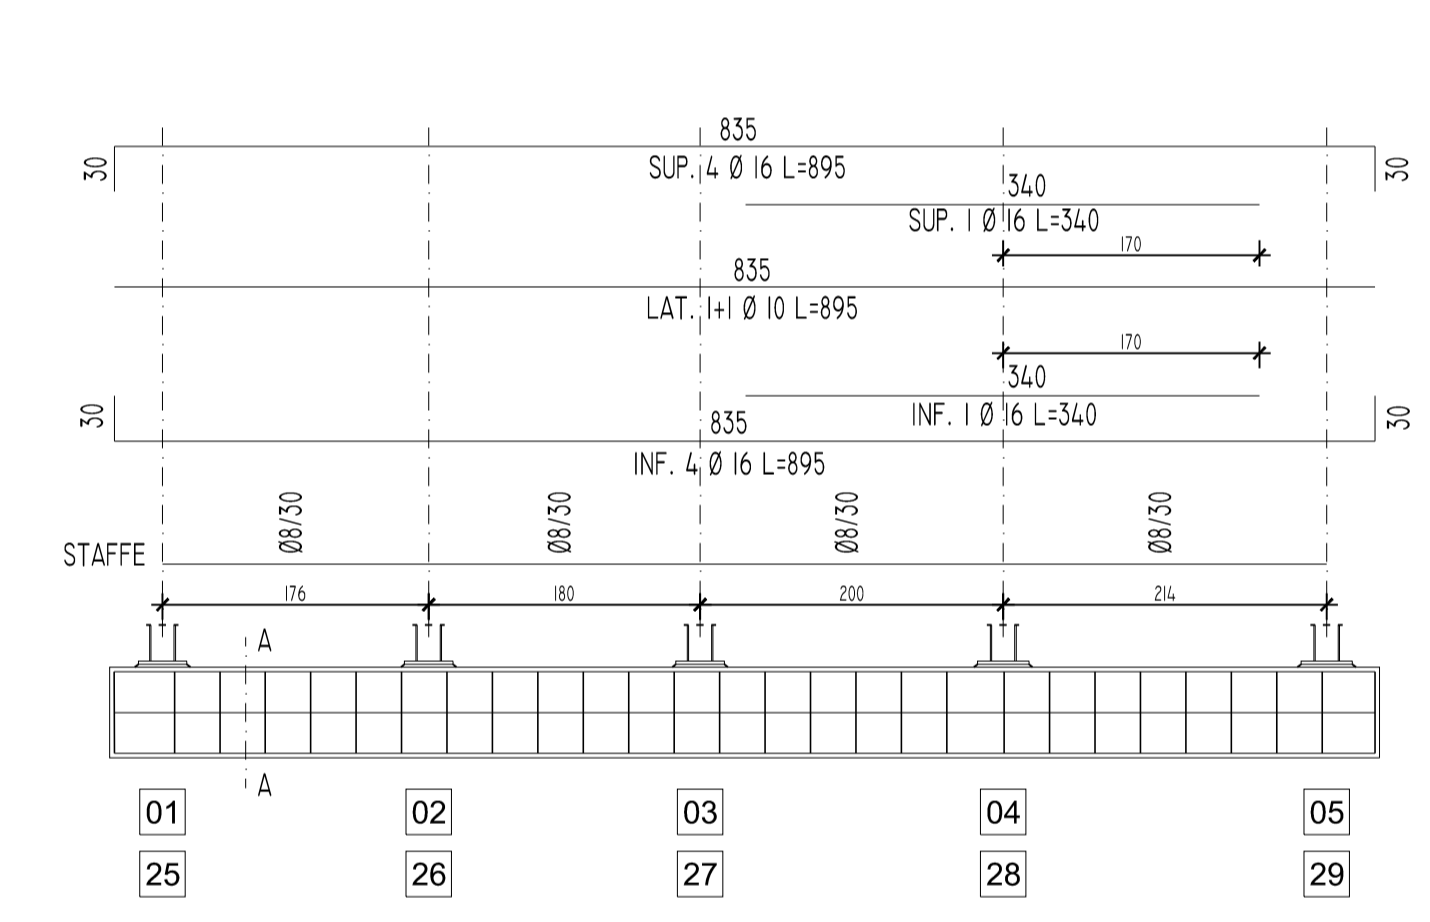 835
30
SUP. 4 Ø 16 L=895
30
340
SUP. 1 Ø 16 L=340
170
835
LAT. 1+1 Ø 10 L=895
170
340
INF. 1 Ø 16 L=340
30
835
30
INF. 4 Ø 16 L=895
Ø8/30
Ø8/30
Ø8/30
Ø8/30
STAFFE
176
180
200
214
A
A
01
02
03
04
05
25
26
27
28
29